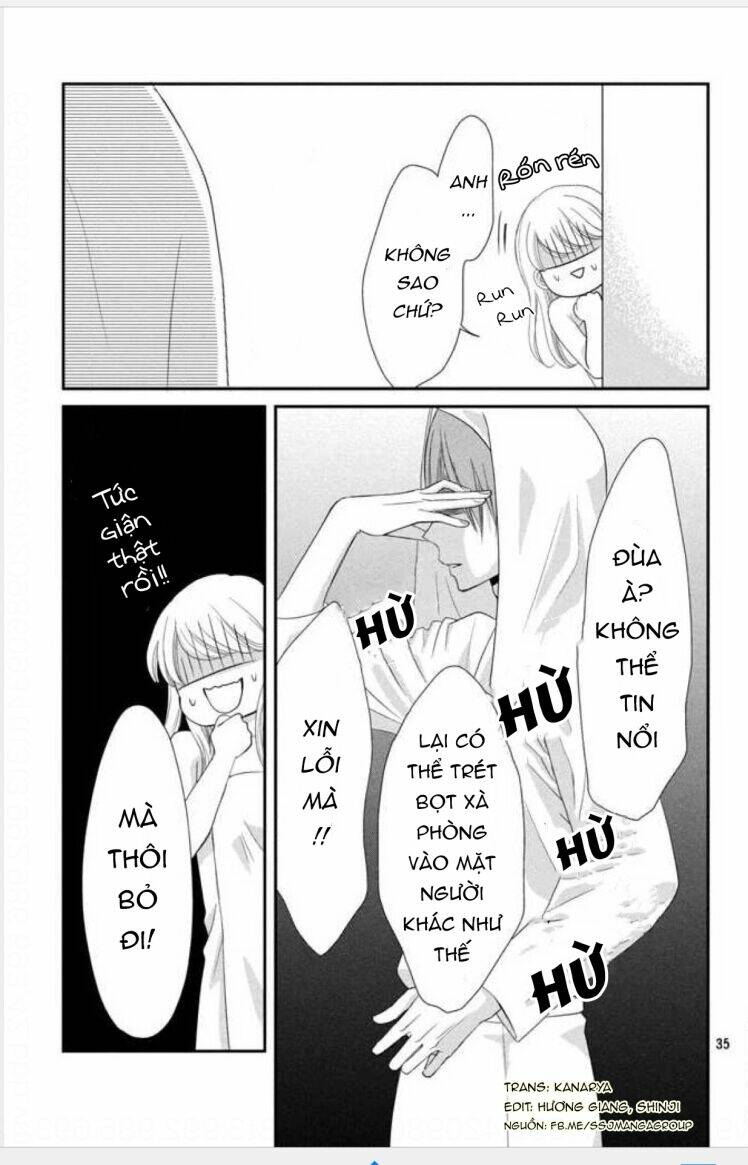 Rón rén
ANH
...
KHÔNG
SAO
CHỨ?
Run
Run
ĐÙA
À?
KHÔNG
THỂ
TIN
NỔI
HỪ
HỪ
LẠI CÓ
THỂ TRÉT
BỌT XÀ
PHÒNG
VÀO MẶT
NGƯỜI
KHÁC NHƯ
THẾ
HỪ
HỪ
XIN
LỖI
MÀ
!!
Tức
Giận
thật
rồi!!
MÀ
THÔI
BỎ
ĐI!
35
TRANS: KANARYA
EDIT: HƯƠNG GIANG, SHINJI
NGUỒN: FB.ME/SSJMANGAGROUP